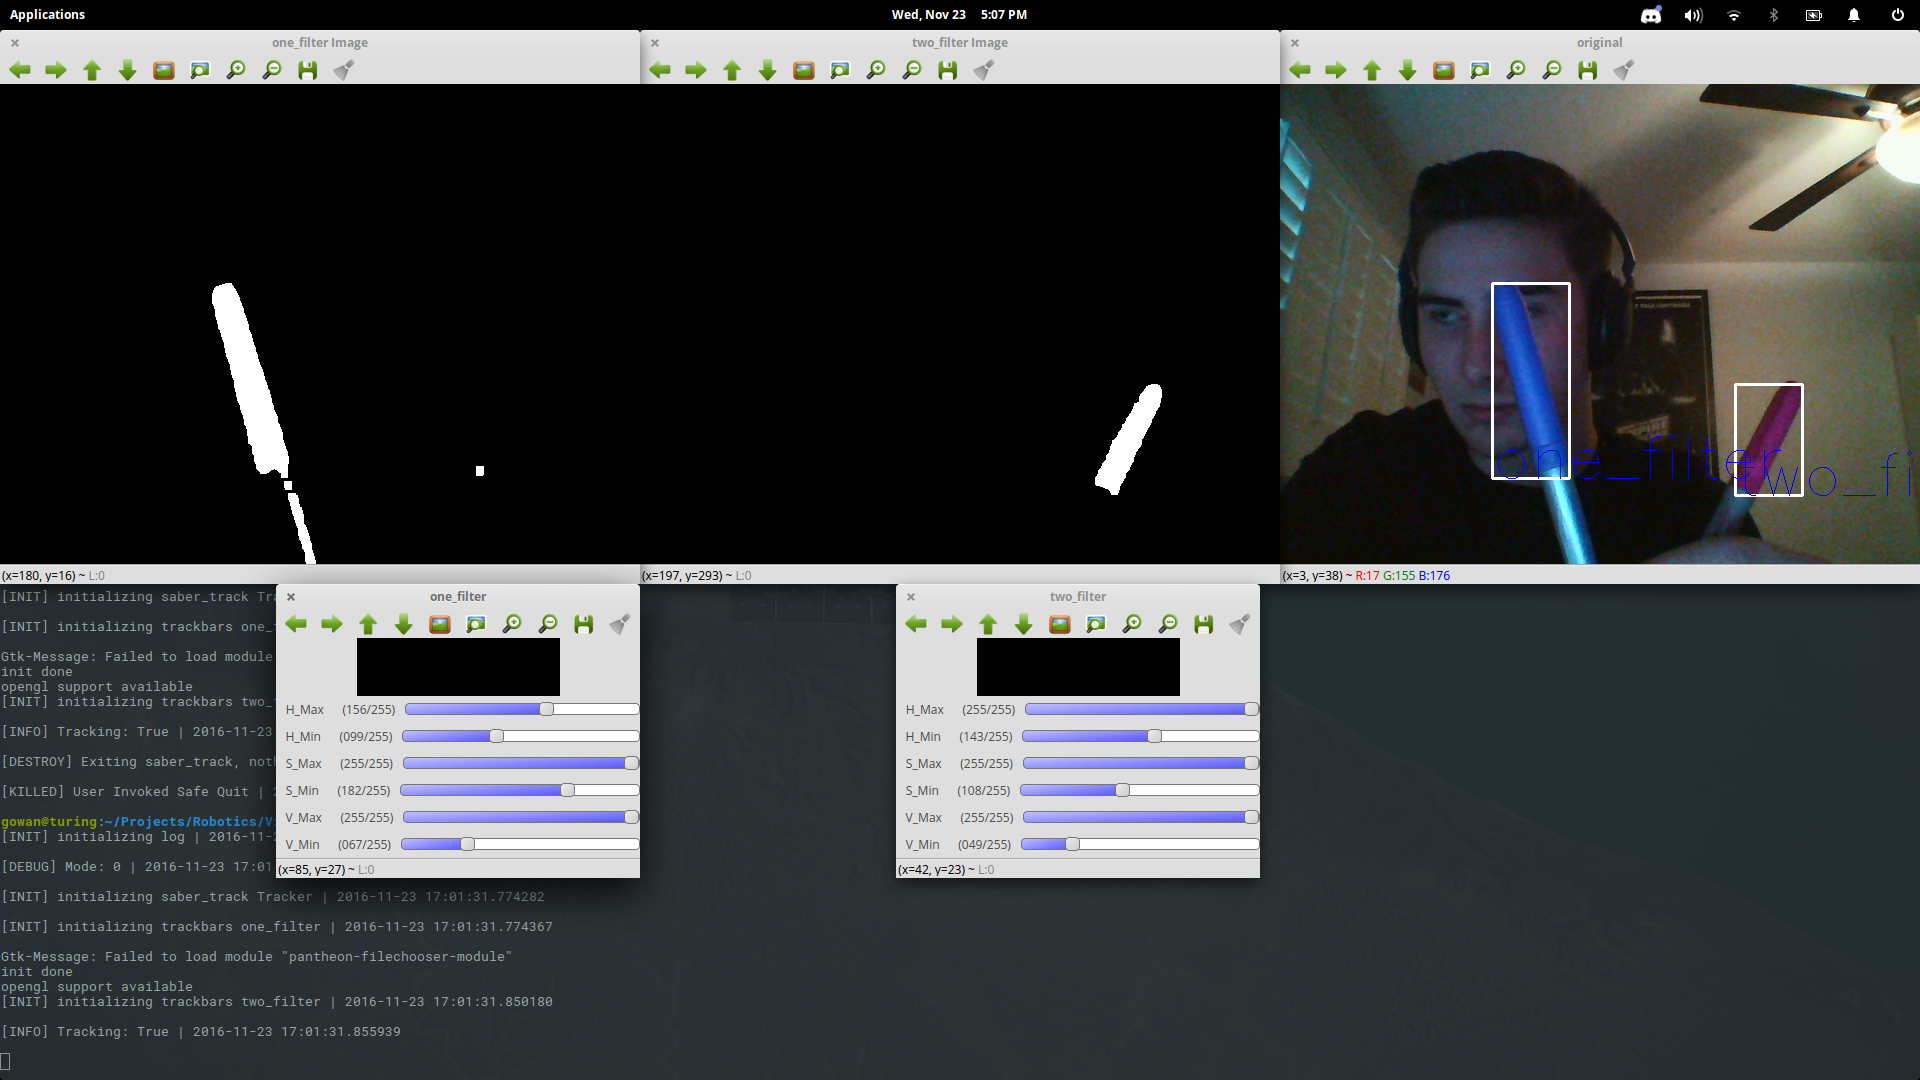 Applications
Wed, Nov 23 5:07 PM
one_filter Image
two_filter Image
original
one_filter
two_fi
(x=180, y=16) ~ L:0
(x=197, y=293) ~ L:0
(x=3, y=38) ~ R:17 G:155 B:176
[INIT] initializing saber_track Tra
[INIT] initializing trackbars one_
Gtk-Message: Failed to load module
init done
opengl support available
[INIT] initializing trackbars two_
[INFO] Tracking: True | 2016-11-23
[DESTROY] Exiting saber_track, noth
[KILLED] User Invoked Safe Quit |
gowan@turing:~/Projects/Robotics/V
[INIT] initializing log | 2016-11-2
[DEBUG] Mode: 0 | 2016-11-23 17:01
[INIT] initializing saber_track Tracker | 2016-11-23 17:01:31.774282
[INIT] initializing trackbars one_filter | 2016-11-23 17:01:31.774367
Gtk-Message: Failed to load module "pantheon-filechooser-module"
init done
opengl support available
[INIT] initializing trackbars two_filter | 2016-11-23 17:01:31.850180
[INFO] Tracking: True | 2016-11-23 17:01:31.855939
one_filter
H_Max (156/255)
H_Min (099/255)
S_Max (255/255)
S_Min (182/255)
V_Max (255/255)
V_Min (067/255)
(x=85, y=27) ~ L:0
two_filter
H_Max (255/255)
H_Min (143/255)
S_Max (255/255)
S_Min (108/255)
V_Max (255/255)
V_Min (049/255)
(x=42, y=23) ~ L:0